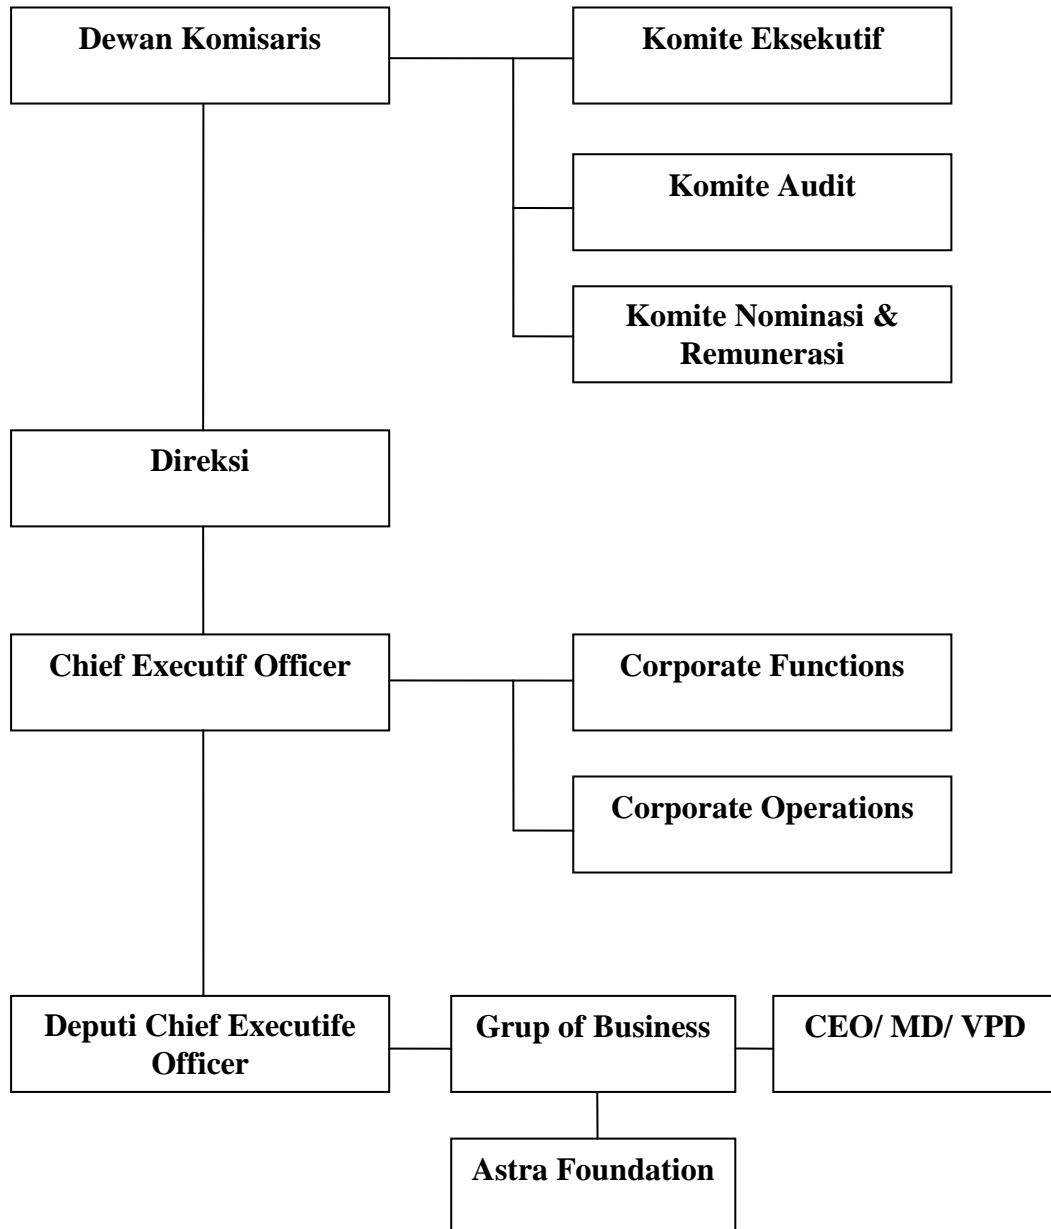 Dewan Komisaris
Komite Eksekutif
Komite Audit
Komite Nominasi &
Remunerasi
Direksi
Chief Executif Officer
Corporate Functions
Corporate Operations
Deputi Chief Executife
Officer
Grup of Business
CEO/ MD/ VPD
Astra Foundation